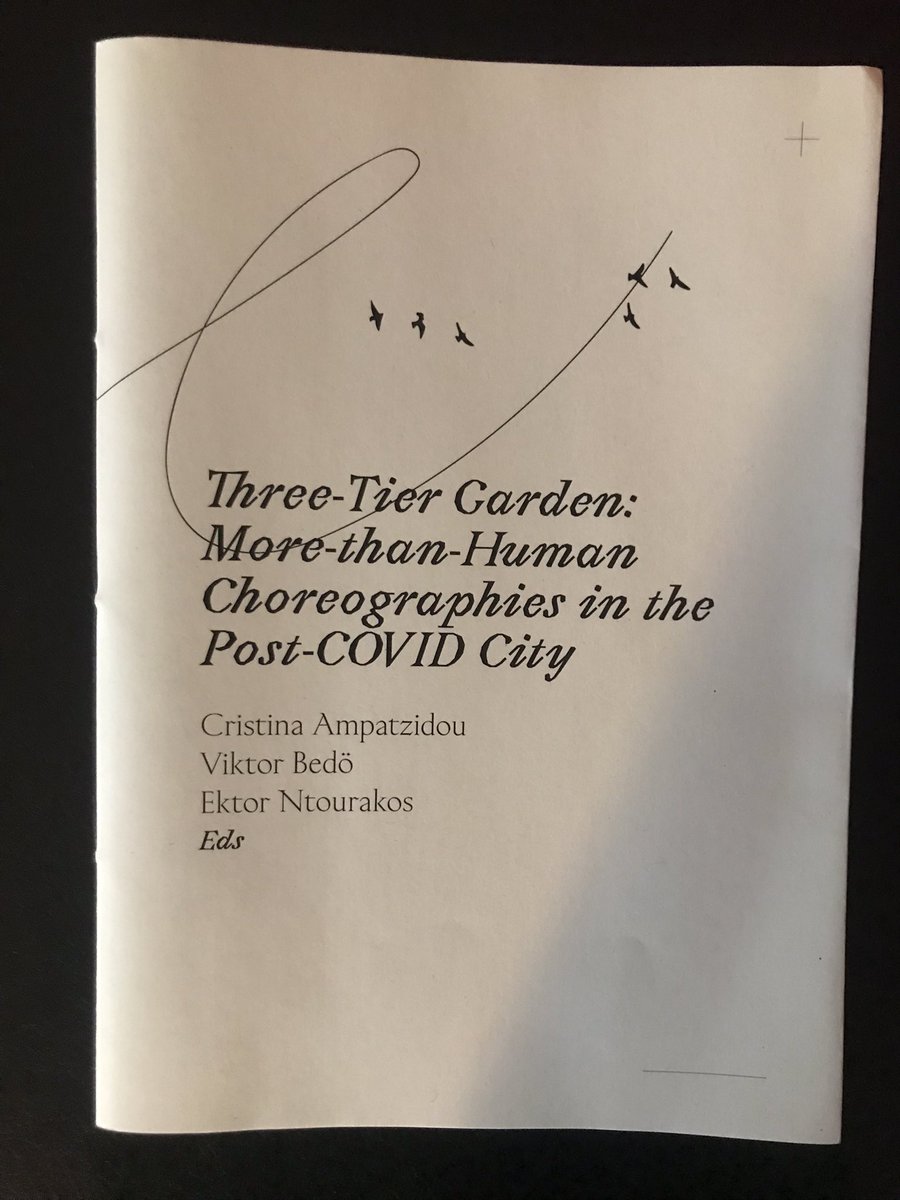 Three-Tier Garden:
More-than-Human
Choreographies in the
Post-COVID City
Cristina Ampatzidou
Viktor Bedö
Ektor Ntourakos
Eds